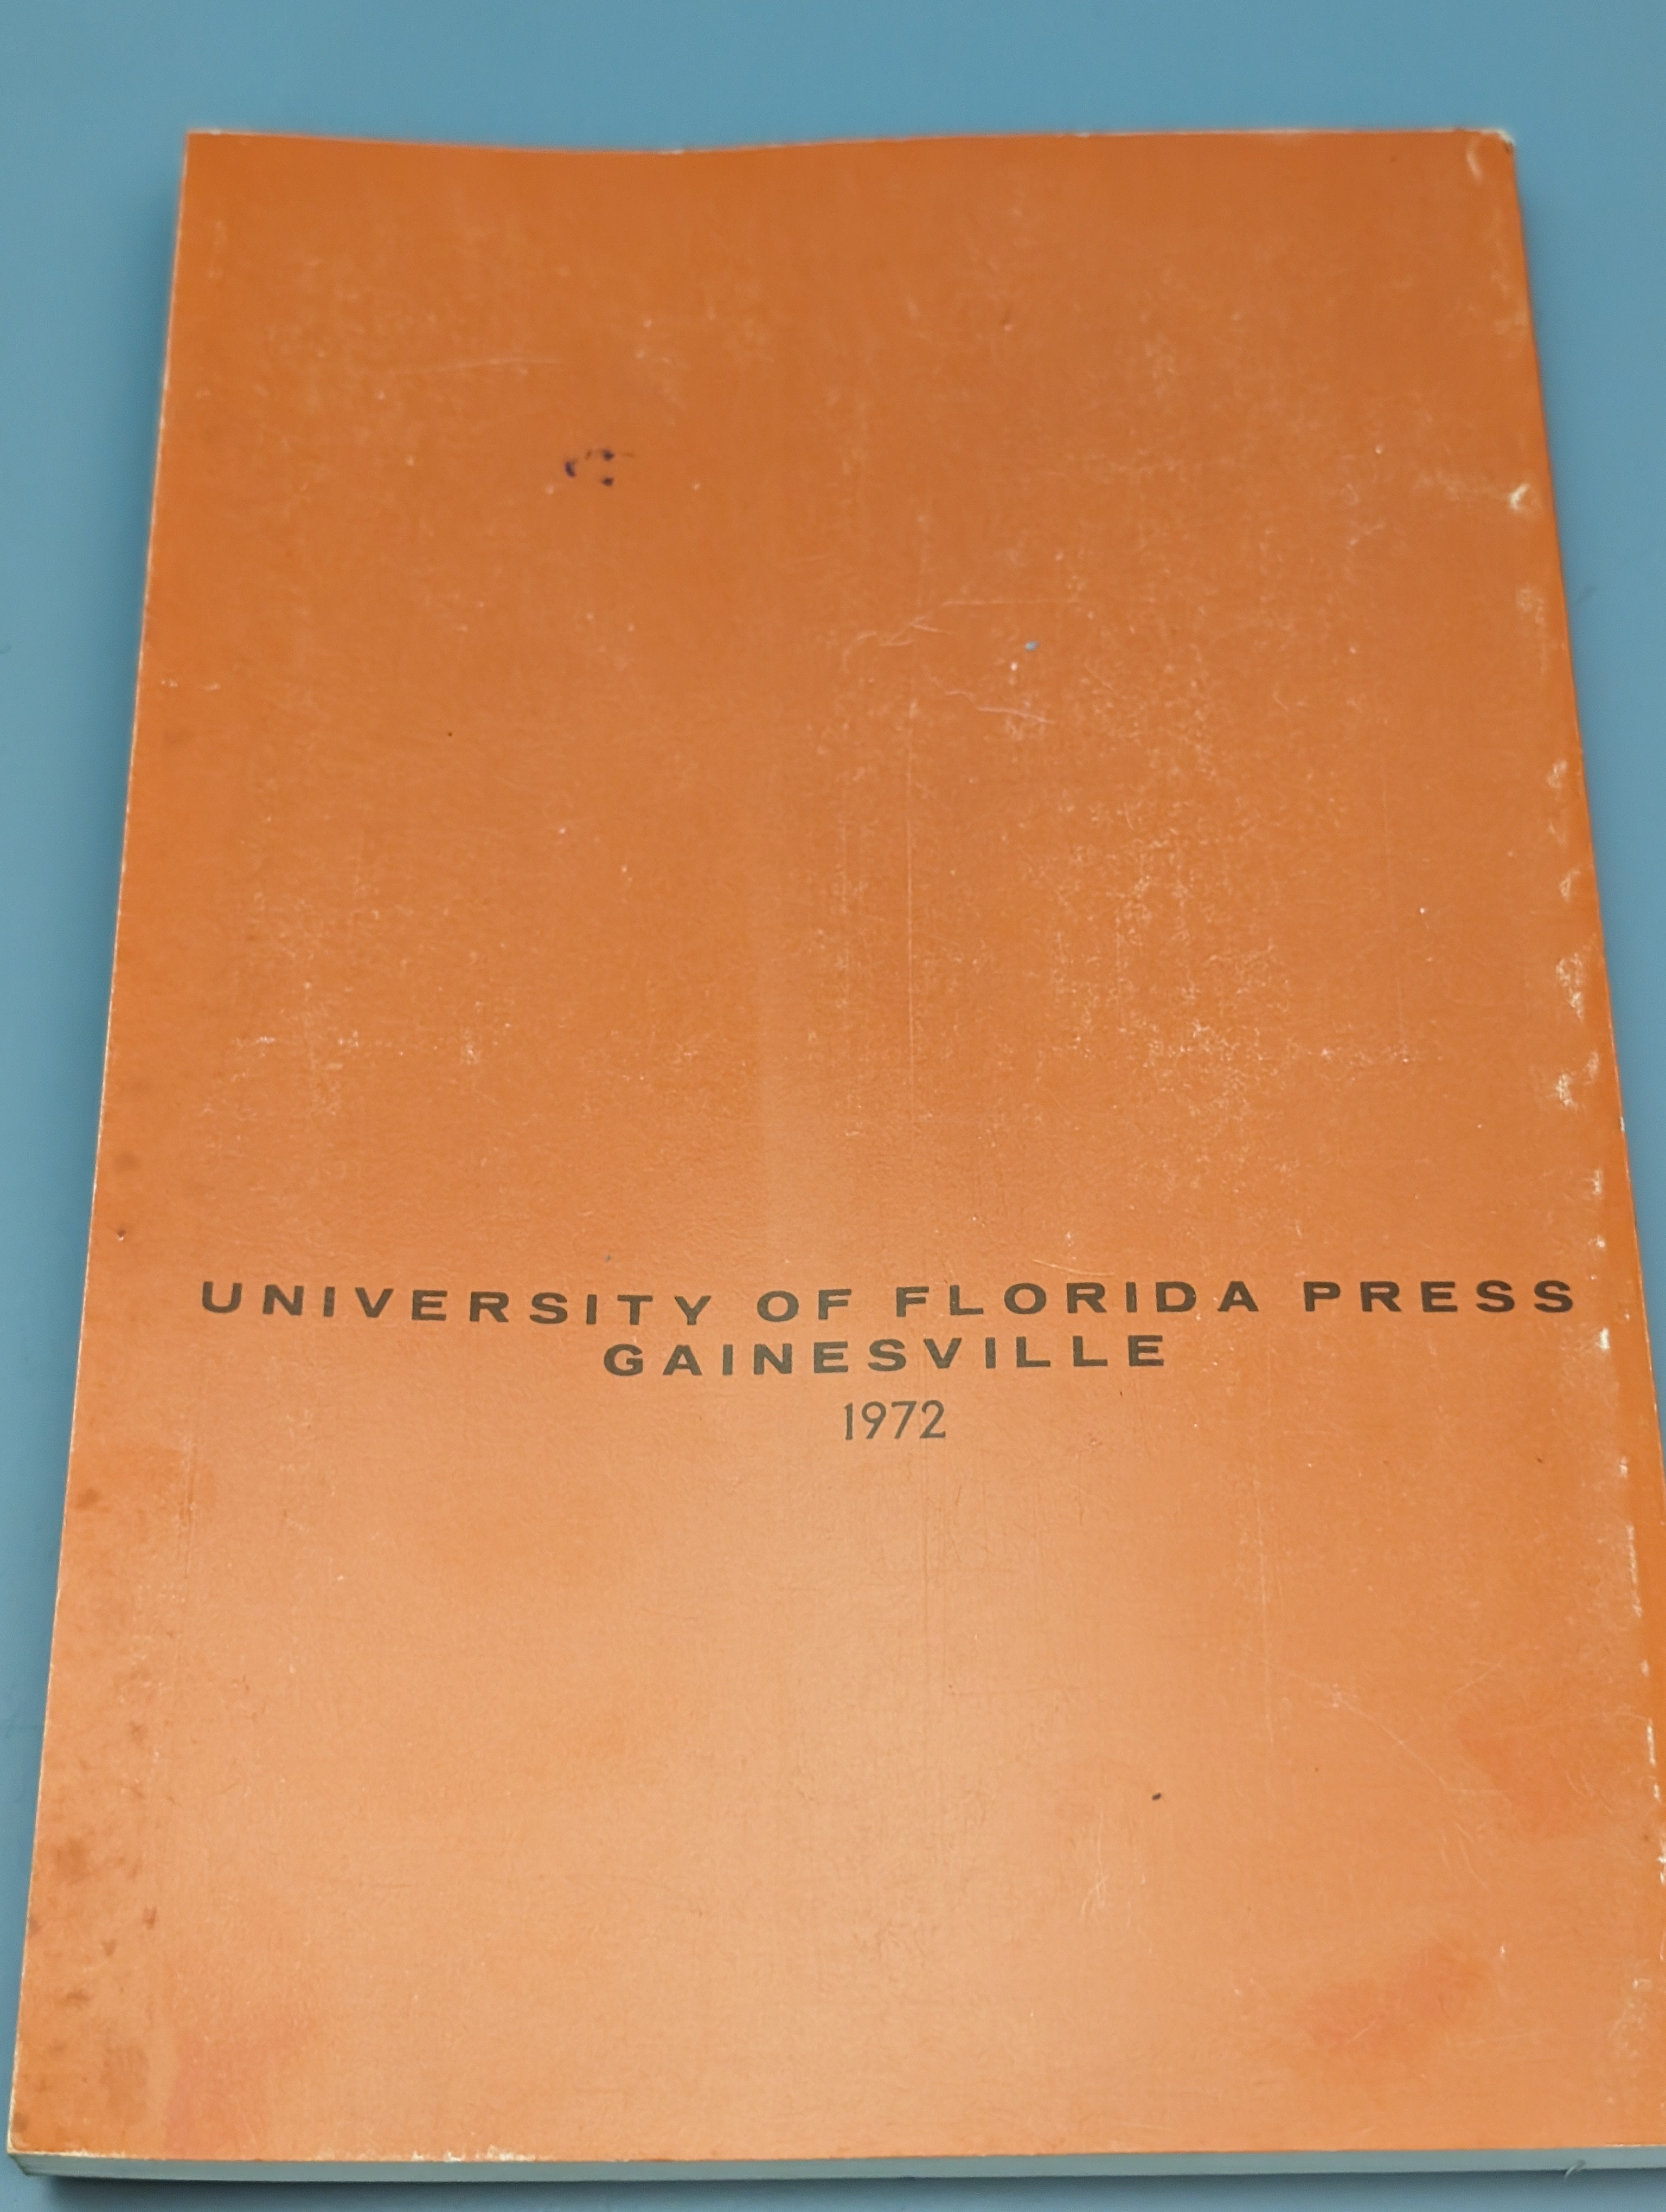 UNIVERSITY OF FLORIDA PRESS
GAINESVILLE
1972